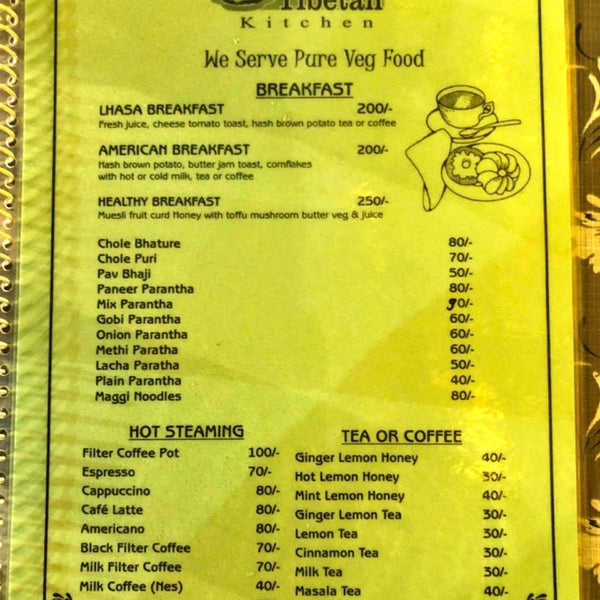 Tibetan
Kitchen
We Serve Pure Veg Food
BREAKFAST
LHASA BREAKFAST 200/-
Fresh juice, cheese tomato toast, hash brown potato tea or coffee
AMERICAN BREAKFAST 200/-
Hash brown potato, butter jam toast, cornflakes
with hot or cold milk, tea or coffee
HEALTHY BREAKFAST 250/-
Muesli fruit curd Honey with toffu mushroom butter veg & juice
Chole Bhature 80/-
Chole Puri 70/-
Pav Bhaji 50/-
Paneer Parantha 80/-
Mix Parantha 90/-
Gobi Parantha 60/-
Onion Parantha 60/-
Methi Paratha 60/-
Lacha Paratha 50/-
Plain Parantha 40/-
Maggi Noodles 80/-
HOT STEAMING
Filter Coffee Pot 100/-
Espresso 70/-
Cappuccino 80/-
Café Latte 80/-
Americano 80/-
Black Filter Coffee 70/-
Milk Filter Coffee 70/-
Milk Coffee (Nes) 40/-
TEA OR COFFEE
Ginger Lemon Honey 40/-
Hot Lemon Honey 30/-
Mint Lemon Honey 40/-
Ginger Lemon Tea 30/-
Lemon Tea 30/-
Cinnamon Tea 30/-
Milk Tea 30/-
Masala Tea 40/-